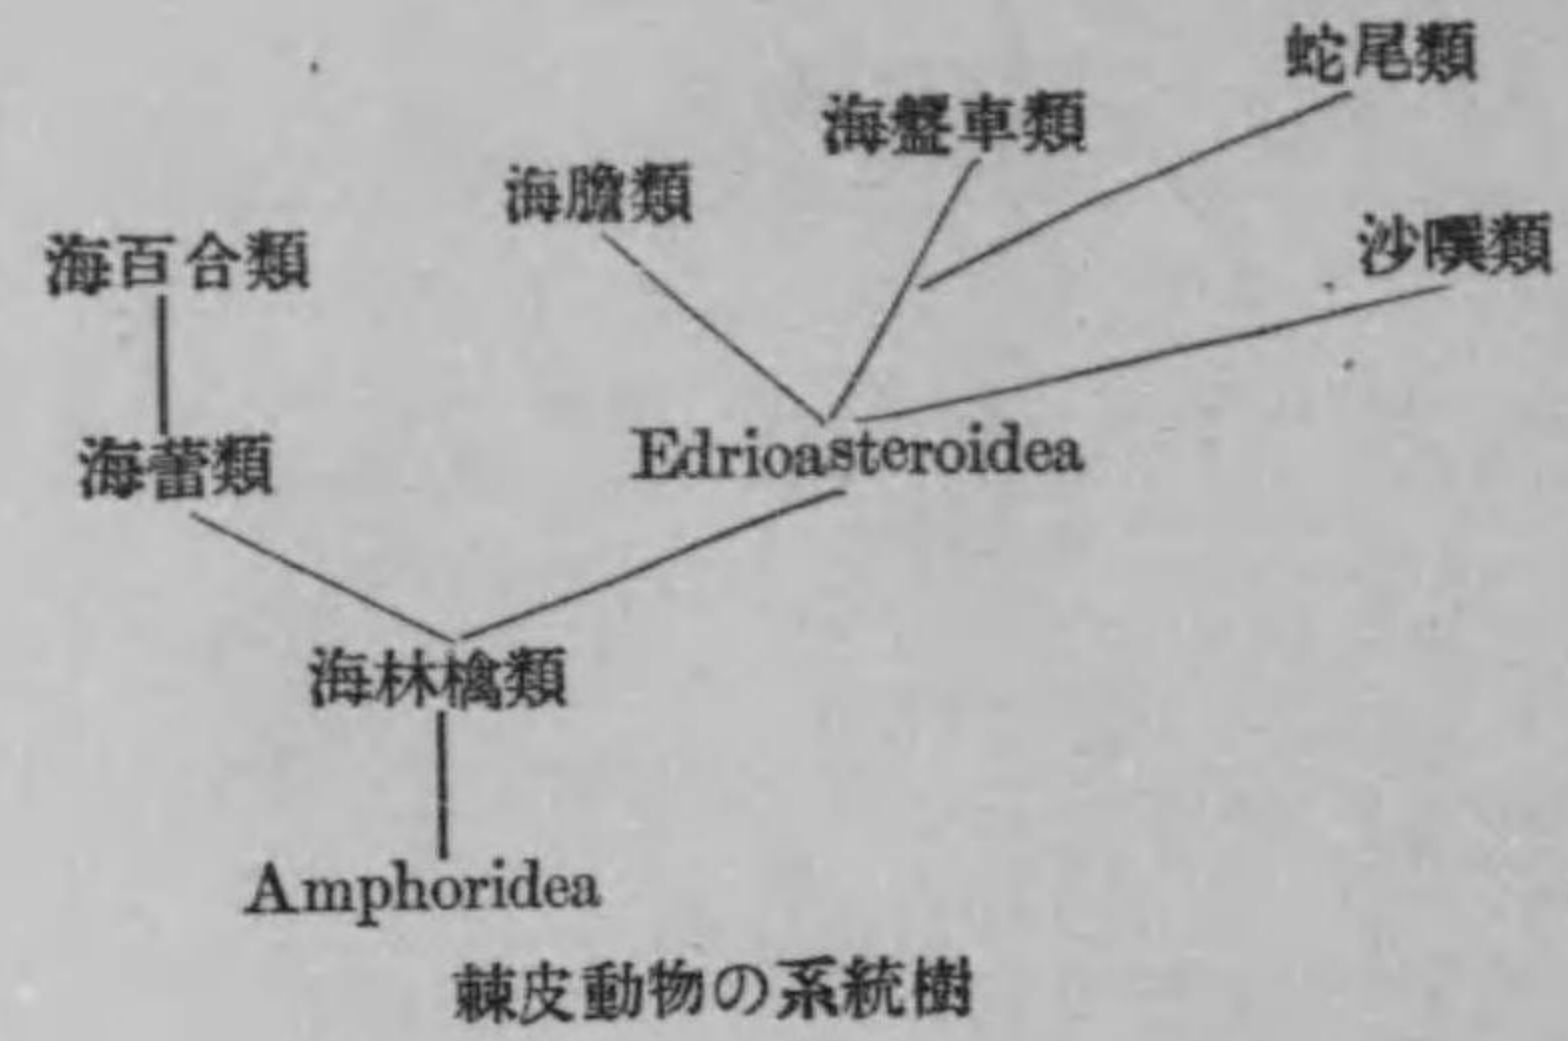 蛇尾類
海盤車類
海膽類
海百合類
沙噀類
海蕾類
Edrioasteroidea
海林檎類
Amphoridea
棘皮動物の系統樹